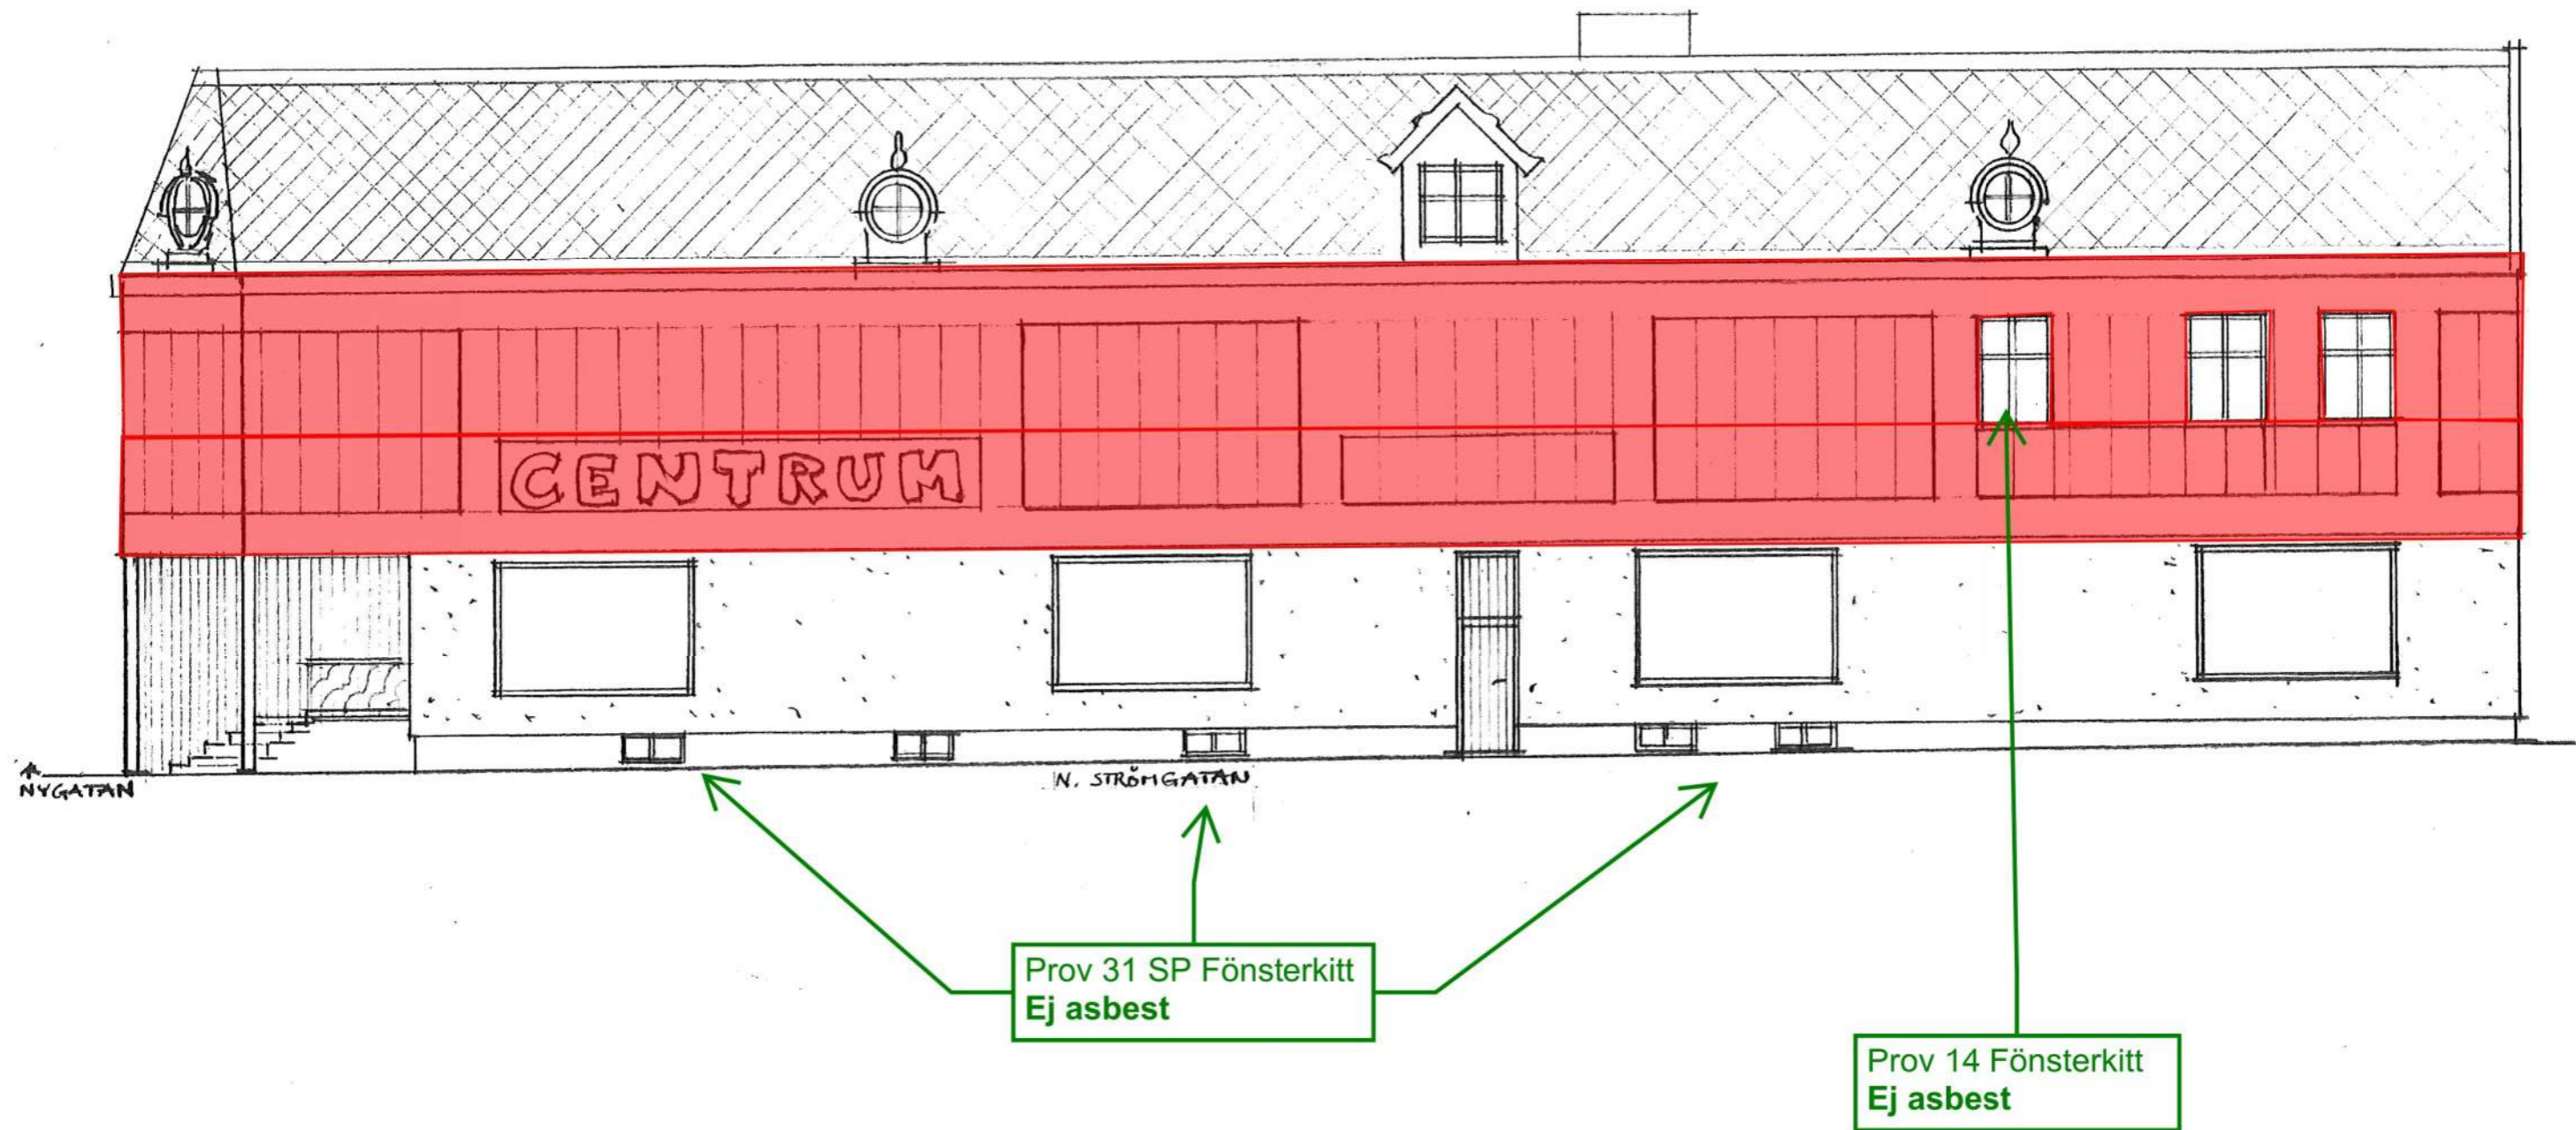 CENTRUM
NYGATAN
N. STRÖMGATAN
Prov 31 SP Fönsterkitt
Ej asbest
Prov 14 Fönsterkitt
Ej asbest